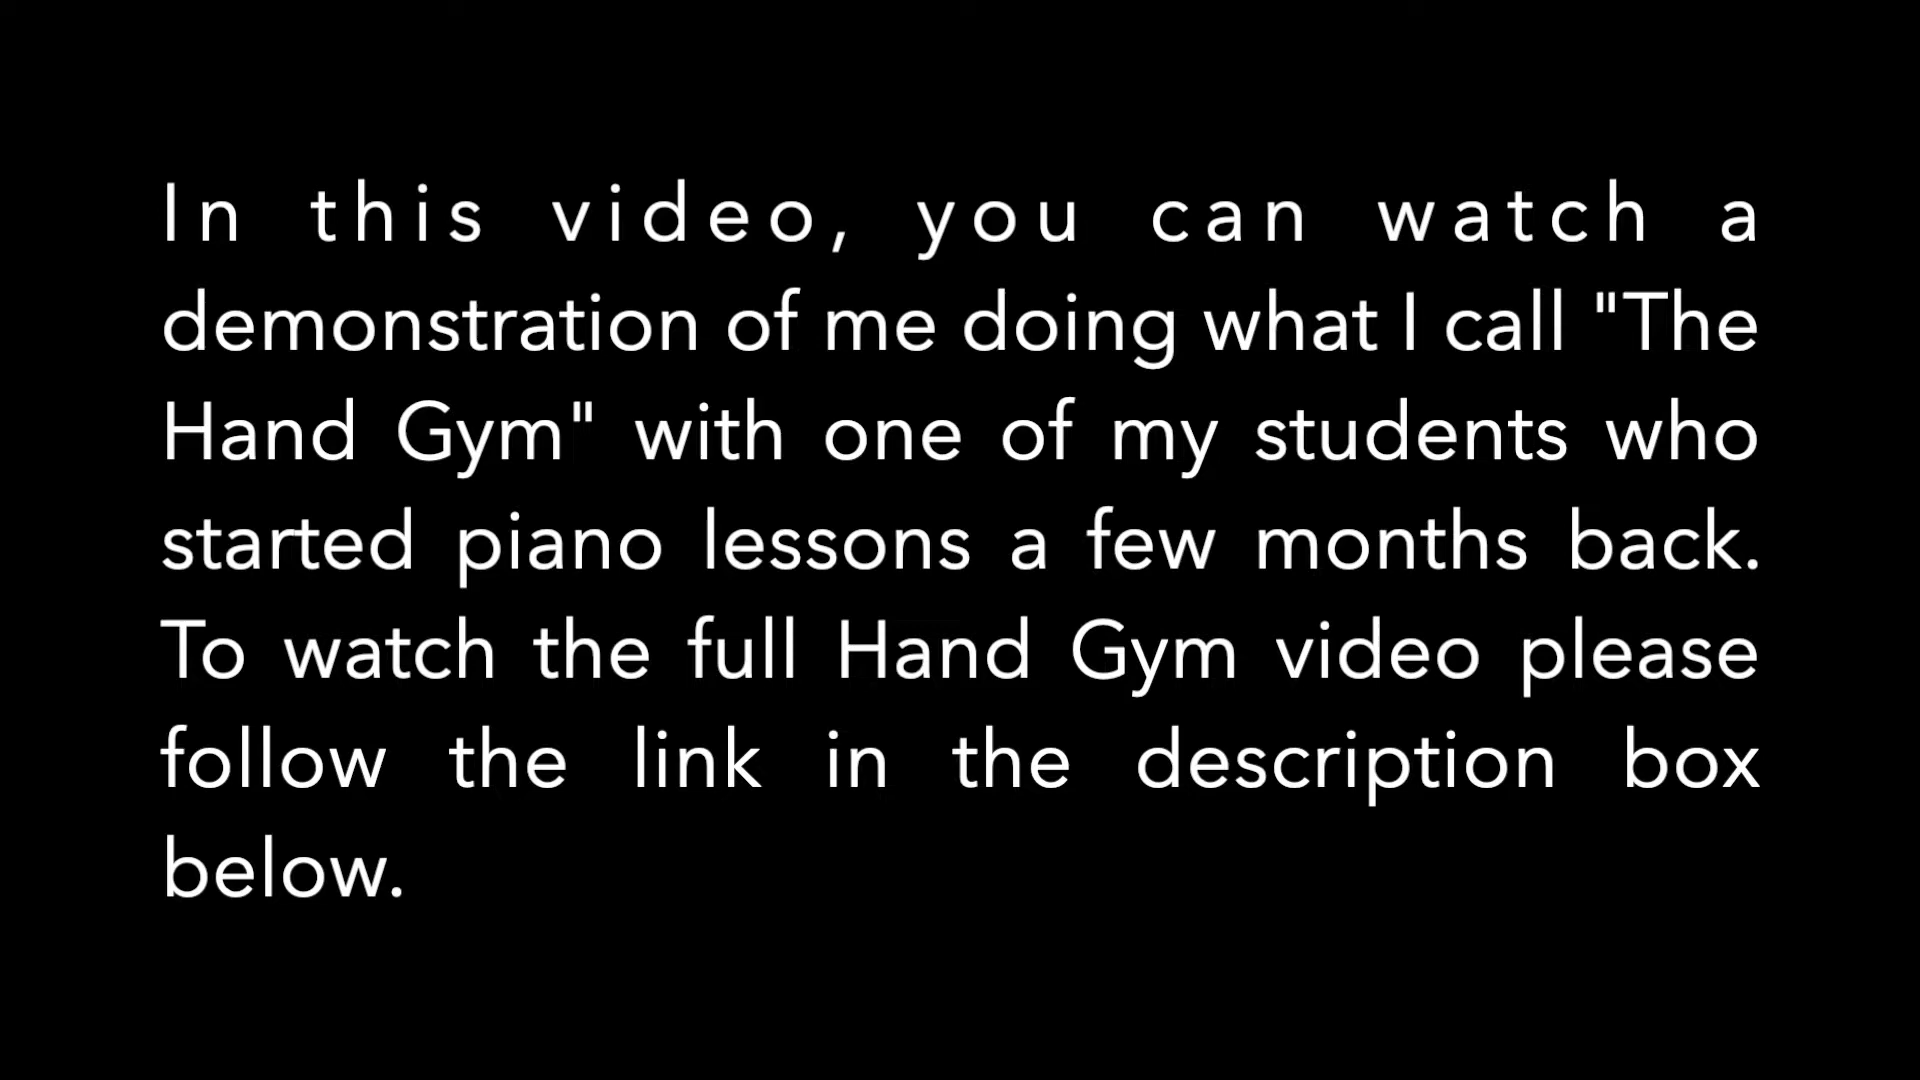 In this video, you can watch a
demonstration of me doing what I call "The
Hand Gym" with one of my students who
started piano lessons a few months back.
To watch the full Hand Gym video please
follow the link in the description box
below.